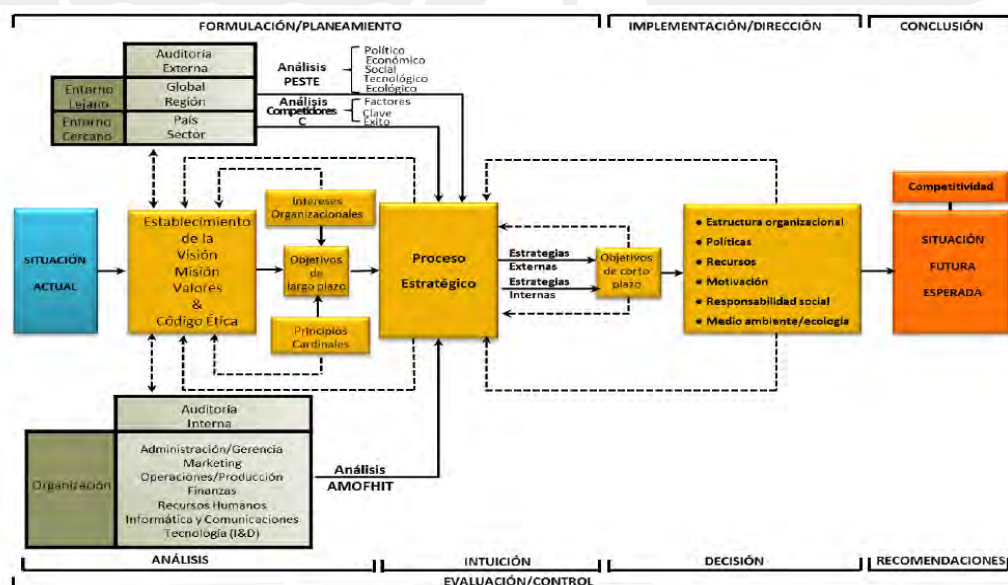 FORMULACIÓN/PLANEAMIENTO
IMPLEMENTACIÓN/DIRECCIÓN
CONCLUSIÓN
Auditoría
Externa
Entorno
Lejano
Global
Región
Entorno
Cercano
País
Sector
Análisis
PESTE
Político
Económico
Social
Tecnológico
Ecológico
Análisis
Competidores
C
Factores
Clave
Éxito
SITUACIÓN
ACTUAL
Establecimiento
de la
Visión
Misión
Valores
&
Código Ética
Intereses
Organizacionales
Objetivos
de
largo plazo
Principios
Cardinales
Proceso
Estratégico
Estrategias
Externas
Estrategias
Internas
Objetivos
de corto
plazo
• Estructura organizacional
• Políticas
• Recursos
• Motivación
• Responsabilidad social
• Medio ambiente/ecología
Competitividad
SITUACIÓN
FUTURA
ESPERADA
Auditoría
Interna
Organización
Administración/Gerencia
Marketing
Operaciones/Producción
Finanzas
Recursos Humanos
Informática y Comunicaciones
Tecnología (I&D)
Análisis
AMOFHIT
ANÁLISIS
INTUICIÓN
DECISIÓN
RECOMENDACIONES
EVALUACIÓN/CONTROL